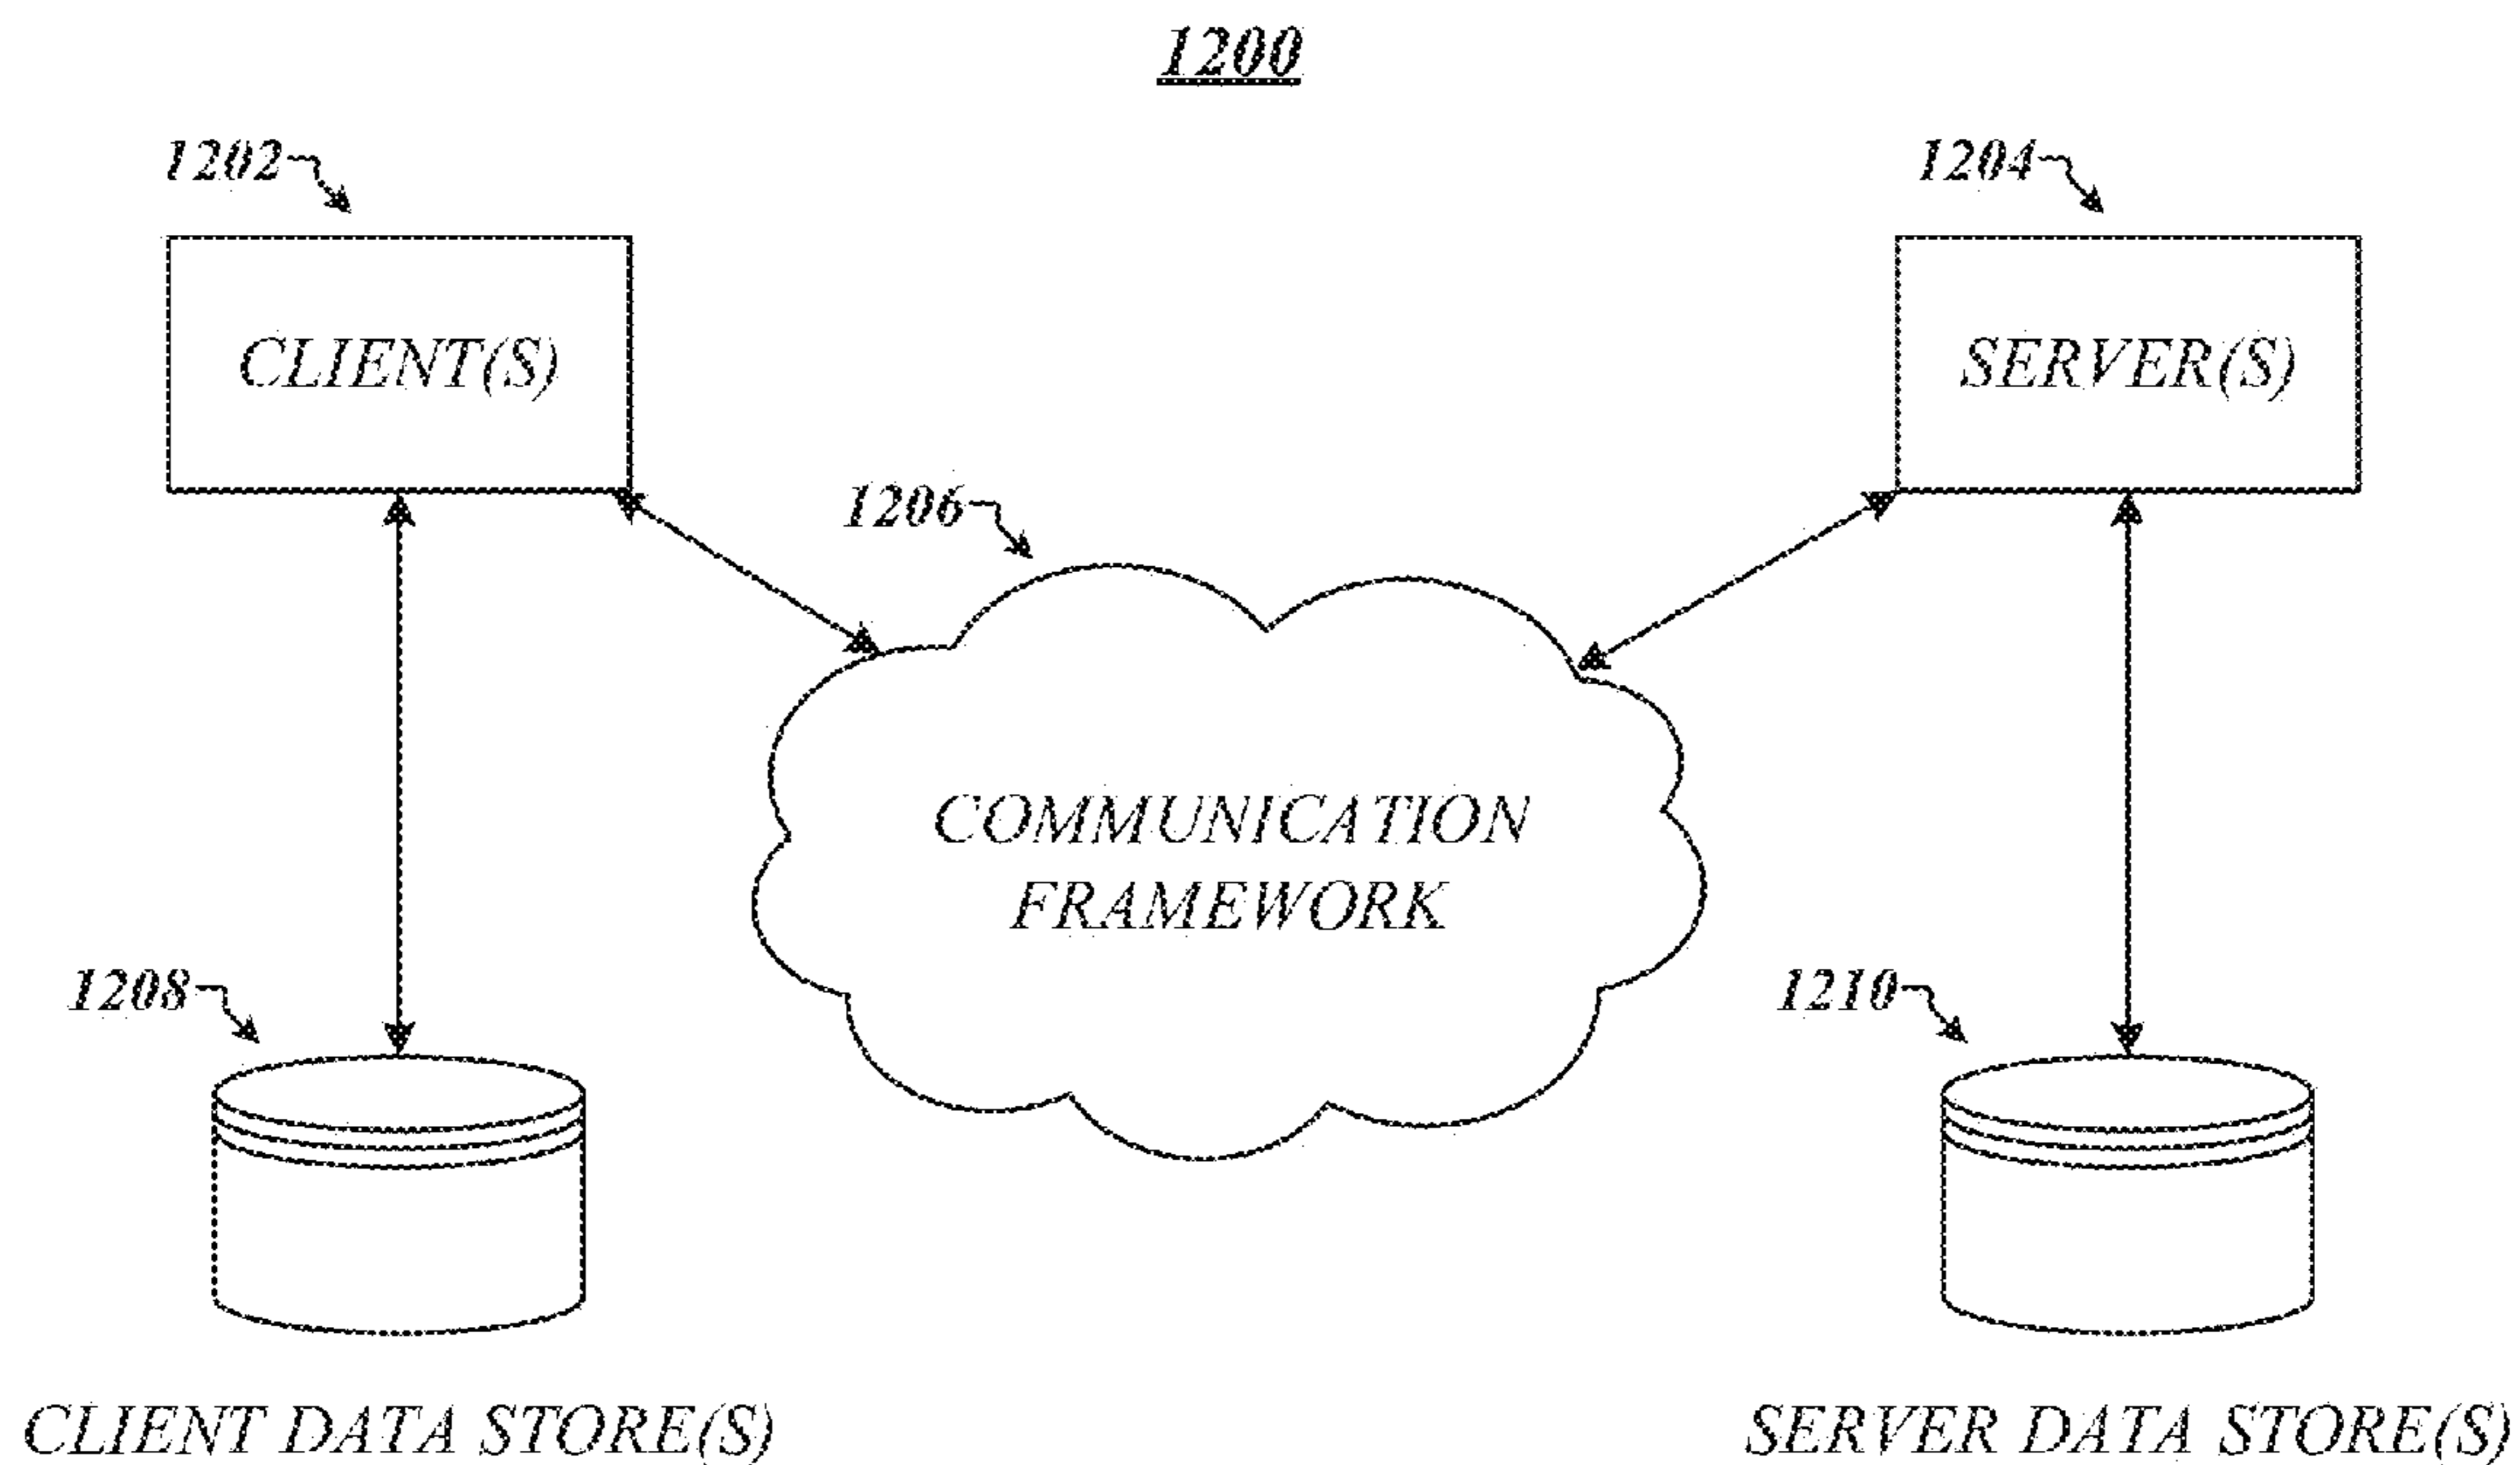 1200
1202
1204
CLIENT(S)
SERVER(S)
1206
COMMUNICATION
FRAMEWORK
1208
1210
CLIENT DATA STORE(S)
SERVER DATA STORE(S)